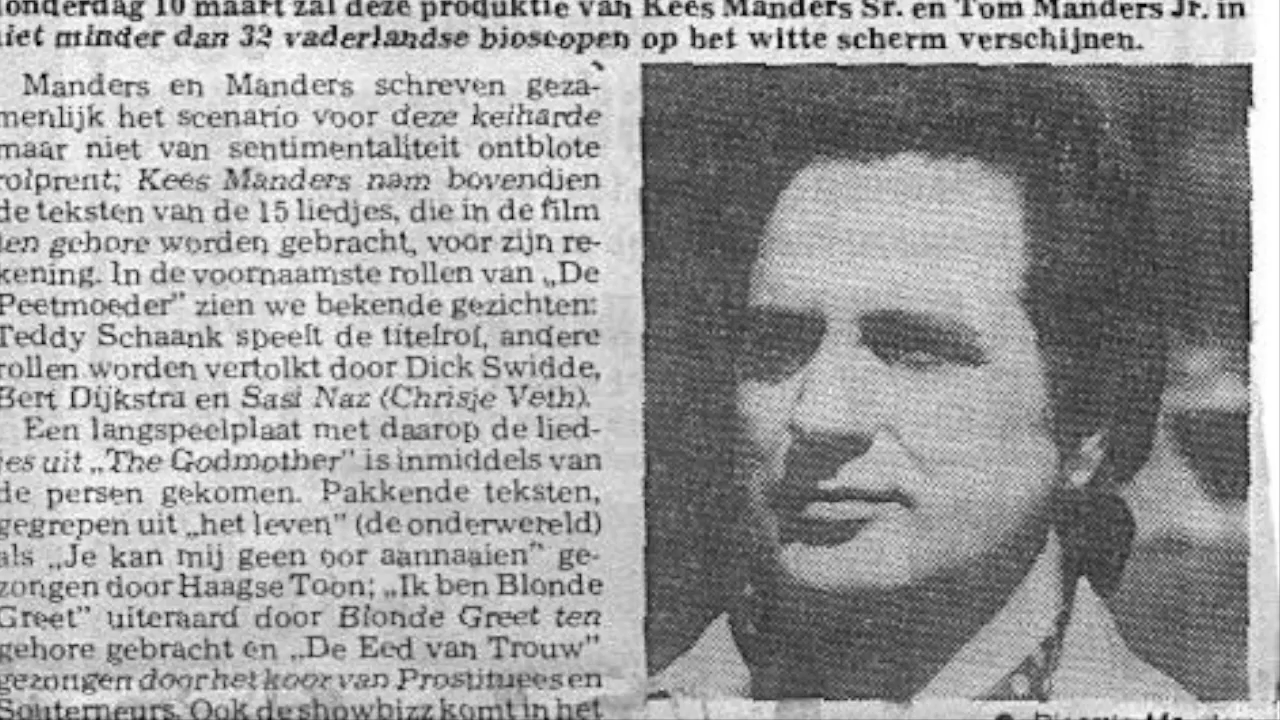 donderdag 10 maart zal deze produktie van Kees Manders Sr. en Tom Manders Jr. in
niet minder dan 32 vaderlandse bioscopen op het witte scherm verschijnen.
Manders en Manders schreven geza-
menlijk het scenario voor deze keiharde
maar niet van sentimentaliteit ontblote
rolprent; Kees Manders nam bovendien
de teksten van de 15 liedjes, die in de film
ten gehore worden gebracht, voor zijn re-
kening. In de voornaamste rollen van „De
Peetmoeder" zien we bekende gezichten:
Teddy Schaank speelt de titelrol, andere
rollen worden vertolkt door Dick Swidde,
Bert Dijkstra en Sasi Naz (Chrisje Veth).
Een langspeelplaat met daarop de lied-
jes uit „The Godmother" is inmiddels van
de persen gekomen. Pakkende teksten,
gegrepen uit „het leven" (de onderwereld)
als „Je kan mij geen oor aannaaien" ge-
zongen door Haagse Toon; „Ik ben Blonde
Greet" uiteraard door Blonde Greet ten
gehore gebracht en „De Eed van Trouw"
gezongen door het koor van Prostituees en
Souteneurs. Ook de showbizz komt in het